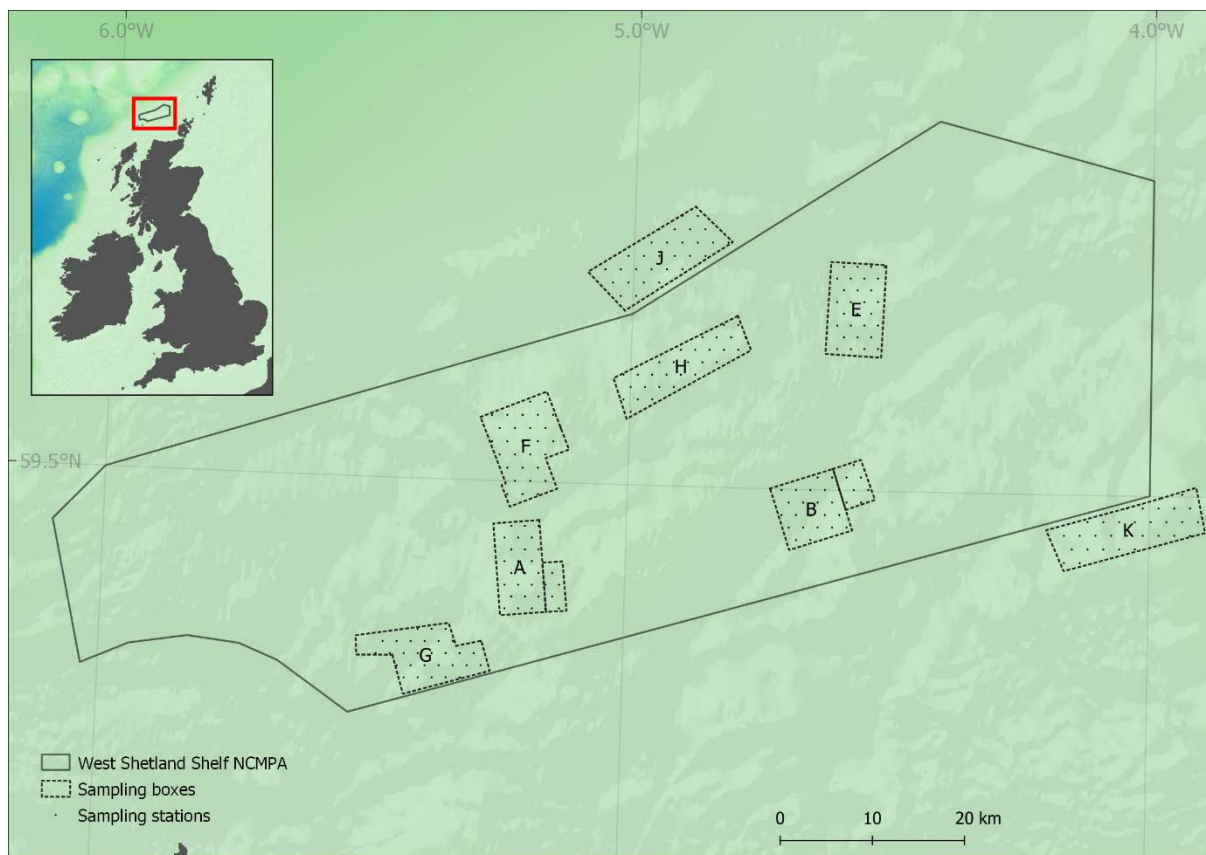 6.0°W 5.0°W 4.0°W
J
E
H
F
59.5°N
B
K
A
G
West Shetland Shelf NCMPA
Sampling boxes
Sampling stations
0 10 20 km